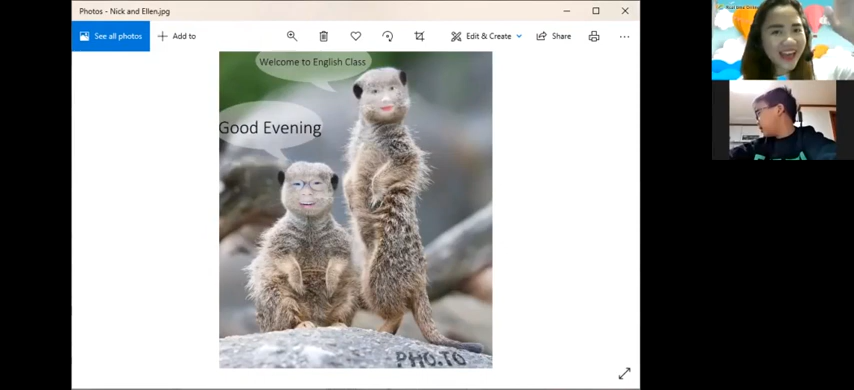 Photos - Nick and Ellen.jpg
See all photos
Add to
Edit & Create
Share
Welcome to English Class
Good Evening
PHO.TO